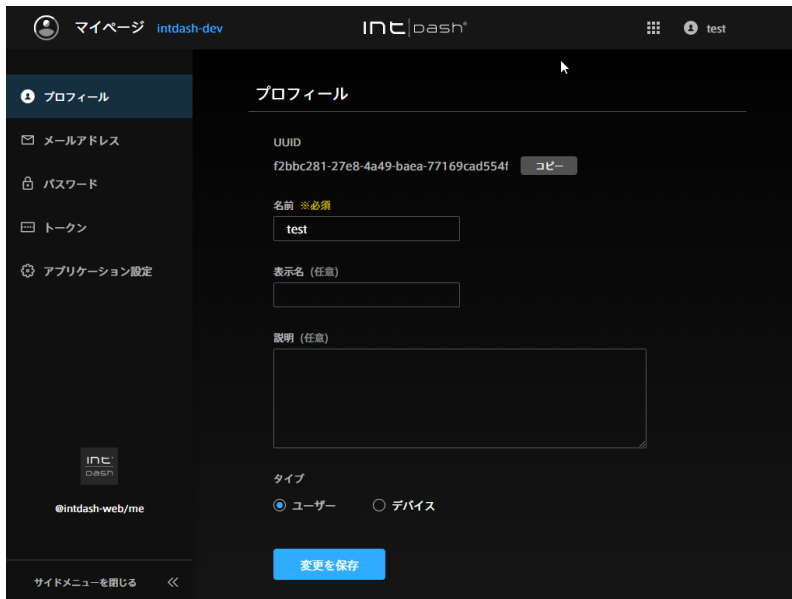 マイページ intdash-dev
INT|DASH®
test
プロフィール
メールアドレス
パスワード
トークン
アプリケーション設定
INT
DASH
@intdash-web/me
サイドメニューを閉じる
プロフィール
UUID
f2bbc281-27e8-4a49-baea-77169cad554f コピー
名前 ※必須
test
表示名 (任意)
説明 (任意)
タイプ
ユーザー デバイス
変更を保存